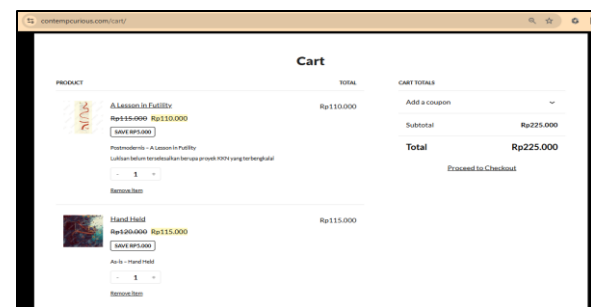 contempcurious.com/cart/
Cart
PRODUCT
TOTAL
A Lesson in Futility
Rp110.000
Rp115.000 Rp110.000
SAVE RP5.000
Postmodernis – A Lesson in Futility
Lukisan belum terselesaikan berupa proyek KKN yang terbengkalai
- 1 +
Remove item
Hand Held
Rp115.000
Rp120.000 Rp115.000
SAVE RP5.000
As-Is – Hand Held
- 1 +
Remove item
CART TOTALS
Add a coupon
Subtotal Rp225.000
Total Rp225.000
Proceed to Checkout